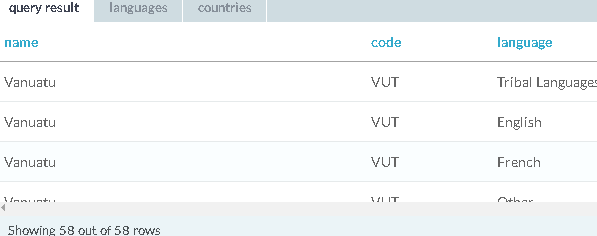 query result languages countries
name code language
Vanuatu VUT Tribal Languages
Vanuatu VUT English
Vanuatu VUT French
Vanuatu VUT Other
Showing 58 out of 58 rows